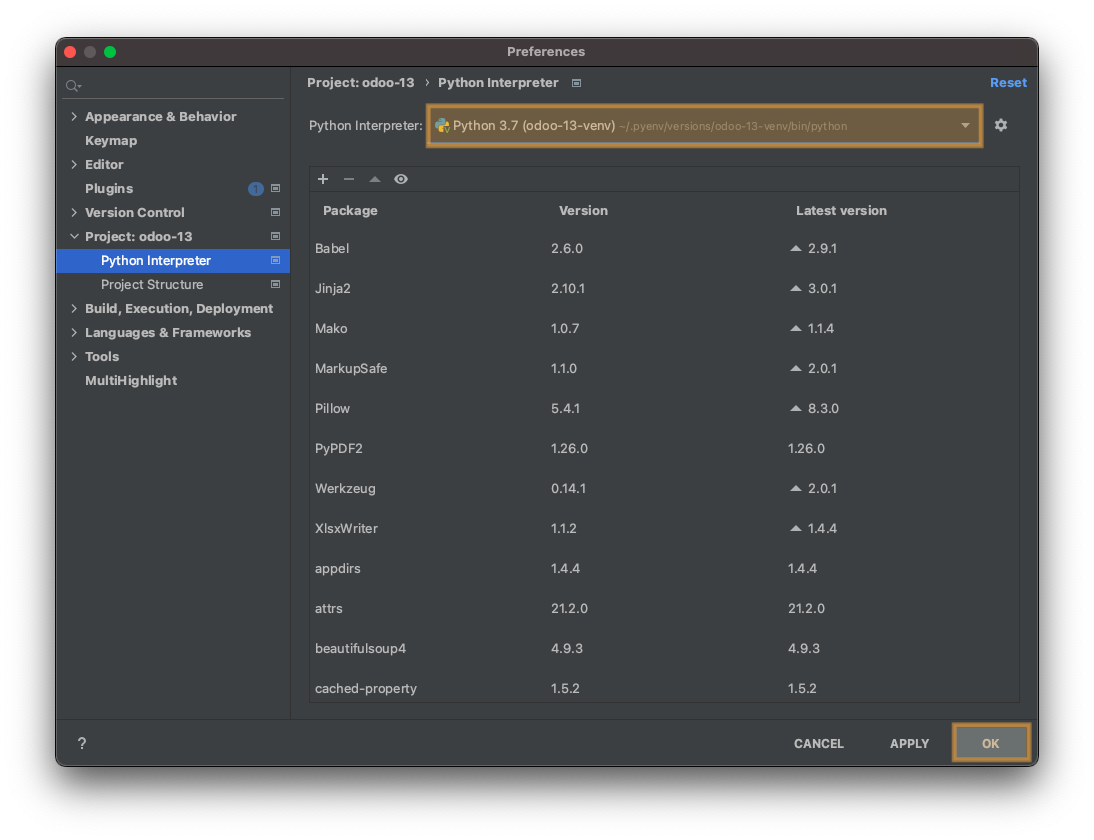 Preferences
Project: odoo-13 › Python Interpreter
Reset
Appearance & Behavior
Keymap
Editor
Plugins 1
Version Control
Project: odoo-13
Python Interpreter
Project Structure
Build, Execution, Deployment
Languages & Frameworks
Tools
MultiHighlight
Python Interpreter: Python 3.7 (odoo-13-venv) ~/.pyenv/versions/odoo-13-venv/bin/python
Package Version Latest version
Babel 2.6.0 2.9.1
Jinja2 2.10.1 3.0.1
Mako 1.0.7 1.1.4
MarkupSafe 1.1.0 2.0.1
Pillow 5.4.1 8.3.0
PyPDF2 1.26.0 1.26.0
Werkzeug 0.14.1 2.0.1
XlsxWriter 1.1.2 1.4.4
appdirs 1.4.4 1.4.4
attrs 21.2.0 21.2.0
beautifulsoup4 4.9.3 4.9.3
cached-property 1.5.2 1.5.2
? CANCEL APPLY OK